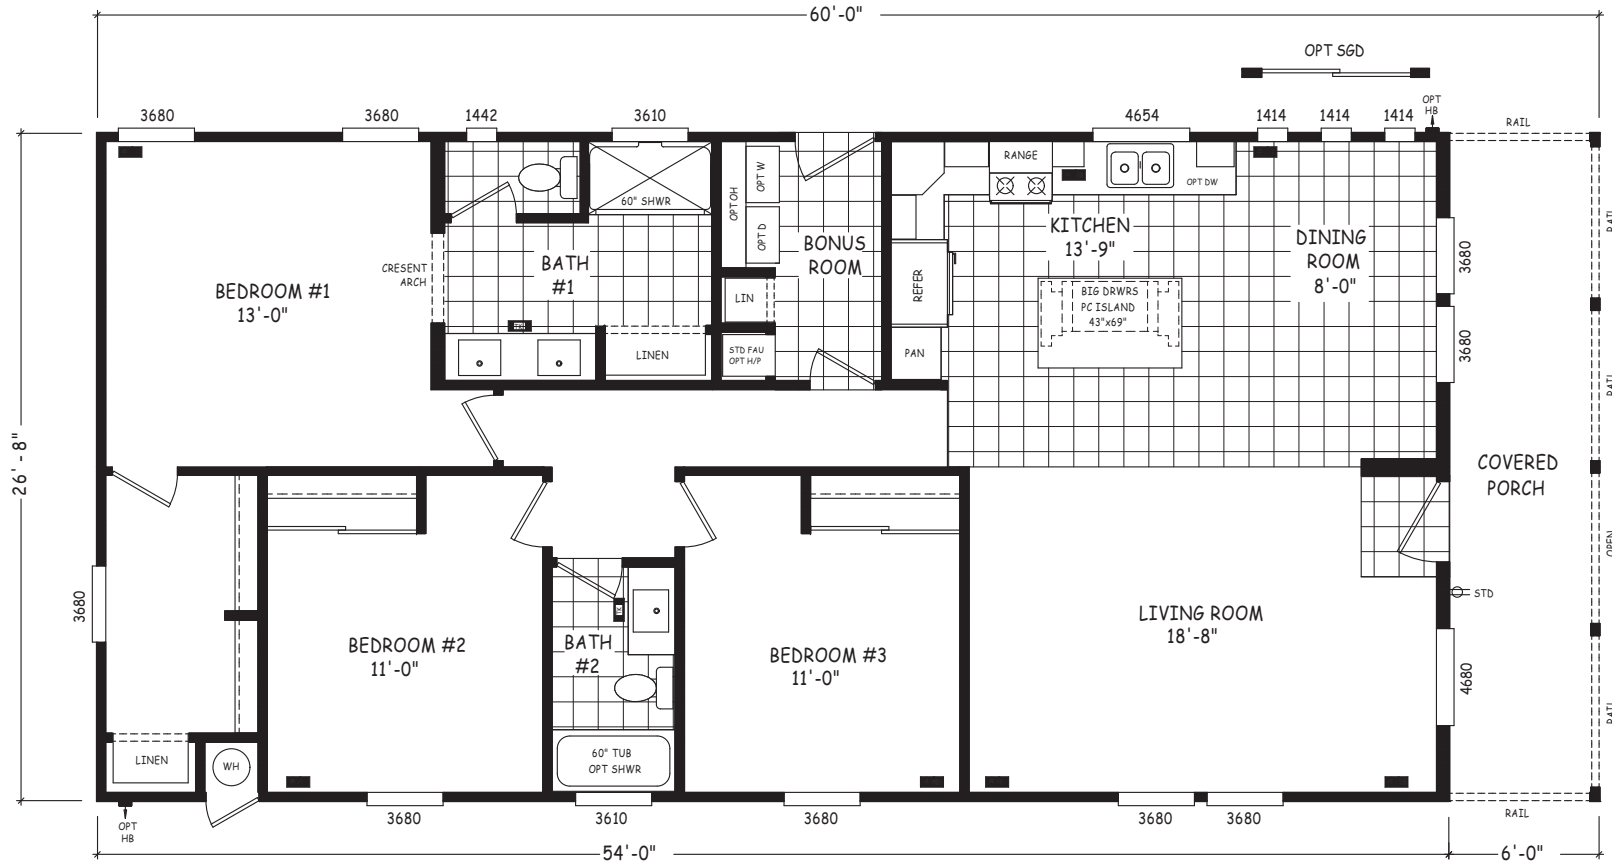 60'-0"
OPT SGD
3680
3680
1442
3610
4654
1414
1414
1414
OPT
HB
RAIL
RANGE
OPT W
OPT OH
OPT DW
60" SHWR
RAIL
KITCHEN
13'-9"
OPT D
BONUS
ROOM
DINING
ROOM
8'-0"
3680
CRESENT
ARCH
BATH
#1
REFER
BEDROOM #1
13'-0"
LIN
BIG DRWRS
PC ISLAND
43"x69"
LINEN
STD FAU
OPT H/P
PAN
3680
RAIL
26' - 8"
COVERED
PORCH
OPEN
3680
STD
LIVING ROOM
18'-8"
BEDROOM #2
11'-0"
BATH
#2
BEDROOM #3
11'-0"
4680
RAIL
LINEN
WH
60" TUB
OPT SHWR
OPT
HB
3680
3610
3680
3680
3680
RAIL
54'-0"
6'-0"